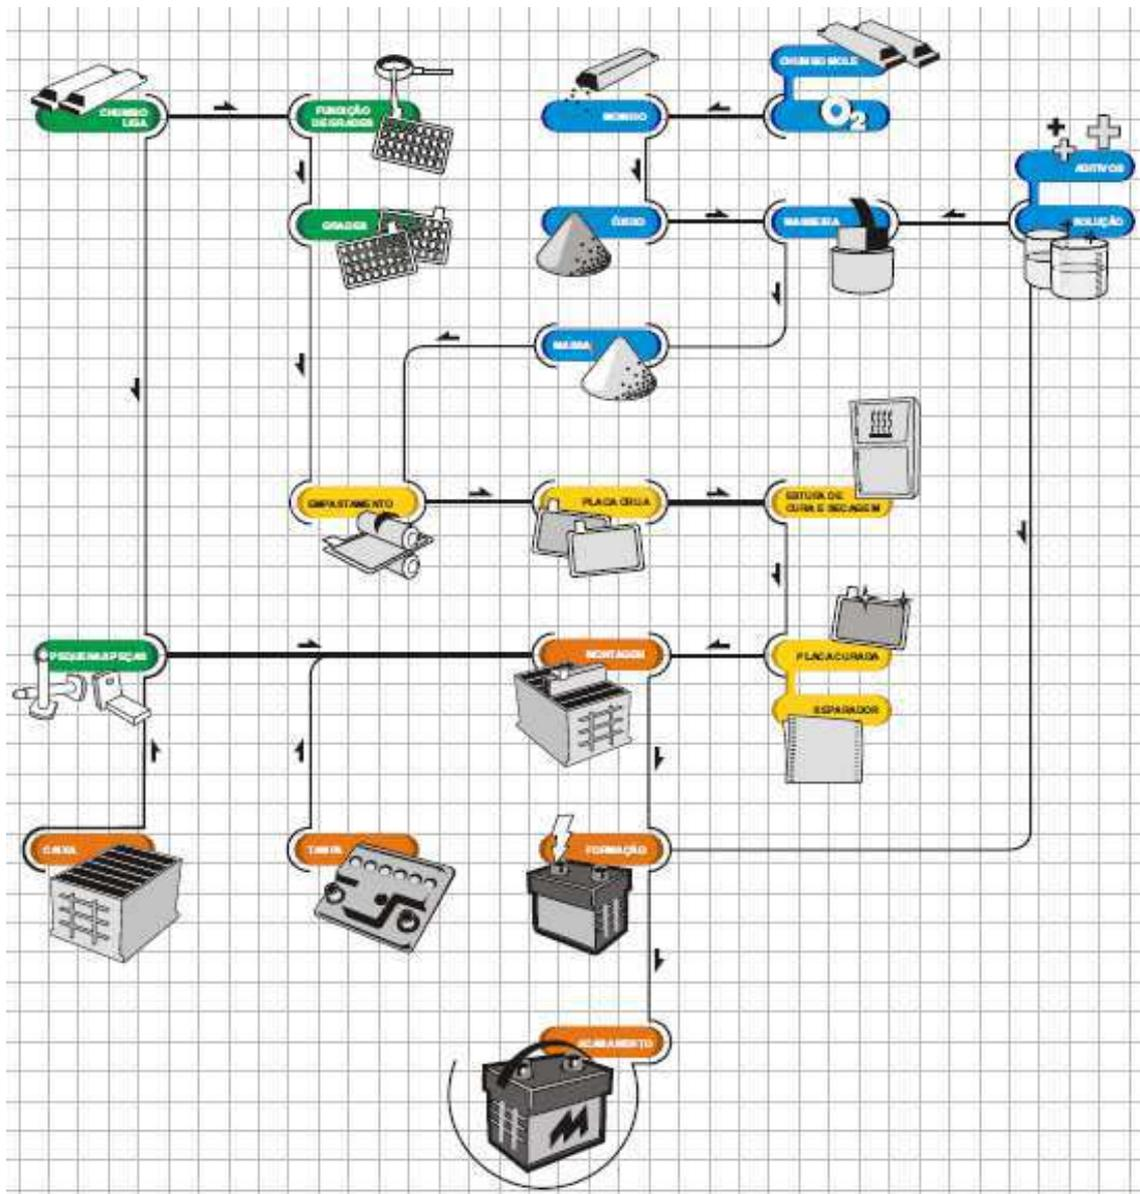 CHUMBO MOLE
CHUMBO
LIGA
FUNDIÇÃO
DE GRADES
MOINHO
O2
ADITIVOS
GRADES
ÓXIDO
MASSEIRA
SOLUÇÃO
MASSA
EMPASTAMENTO
PLACA CRUA
ESTUFA DE
CURA E SECAGEM
PEQUENAS PEÇAS
MONTAGEM
PLACA CURADA
SEPARADOR
CAIXA
TAMPA
FORMAÇÃO
ACABAMENTO